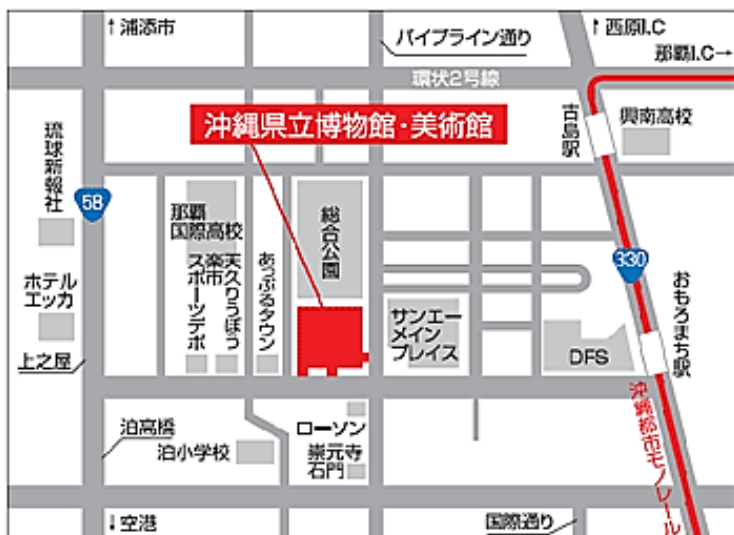 ↑浦添市
パイプライン通り
↑西原I.C
那覇I.C→
環状2号線
沖縄県立博物館・美術館
古島駅
興南高校
琉球新報社
58
那覇
国際高校
総合公園
330
ホテル
エッカ
スポーツデポ
楽市
天久りうぼう
あっぷるタウン
サンエー
メイン
プレイス
DFS
おもろまち駅
上之屋
泊高橋
泊小学校
ローソン
崇元寺
石門
沖縄都市モノレール
↓空港
国際通り